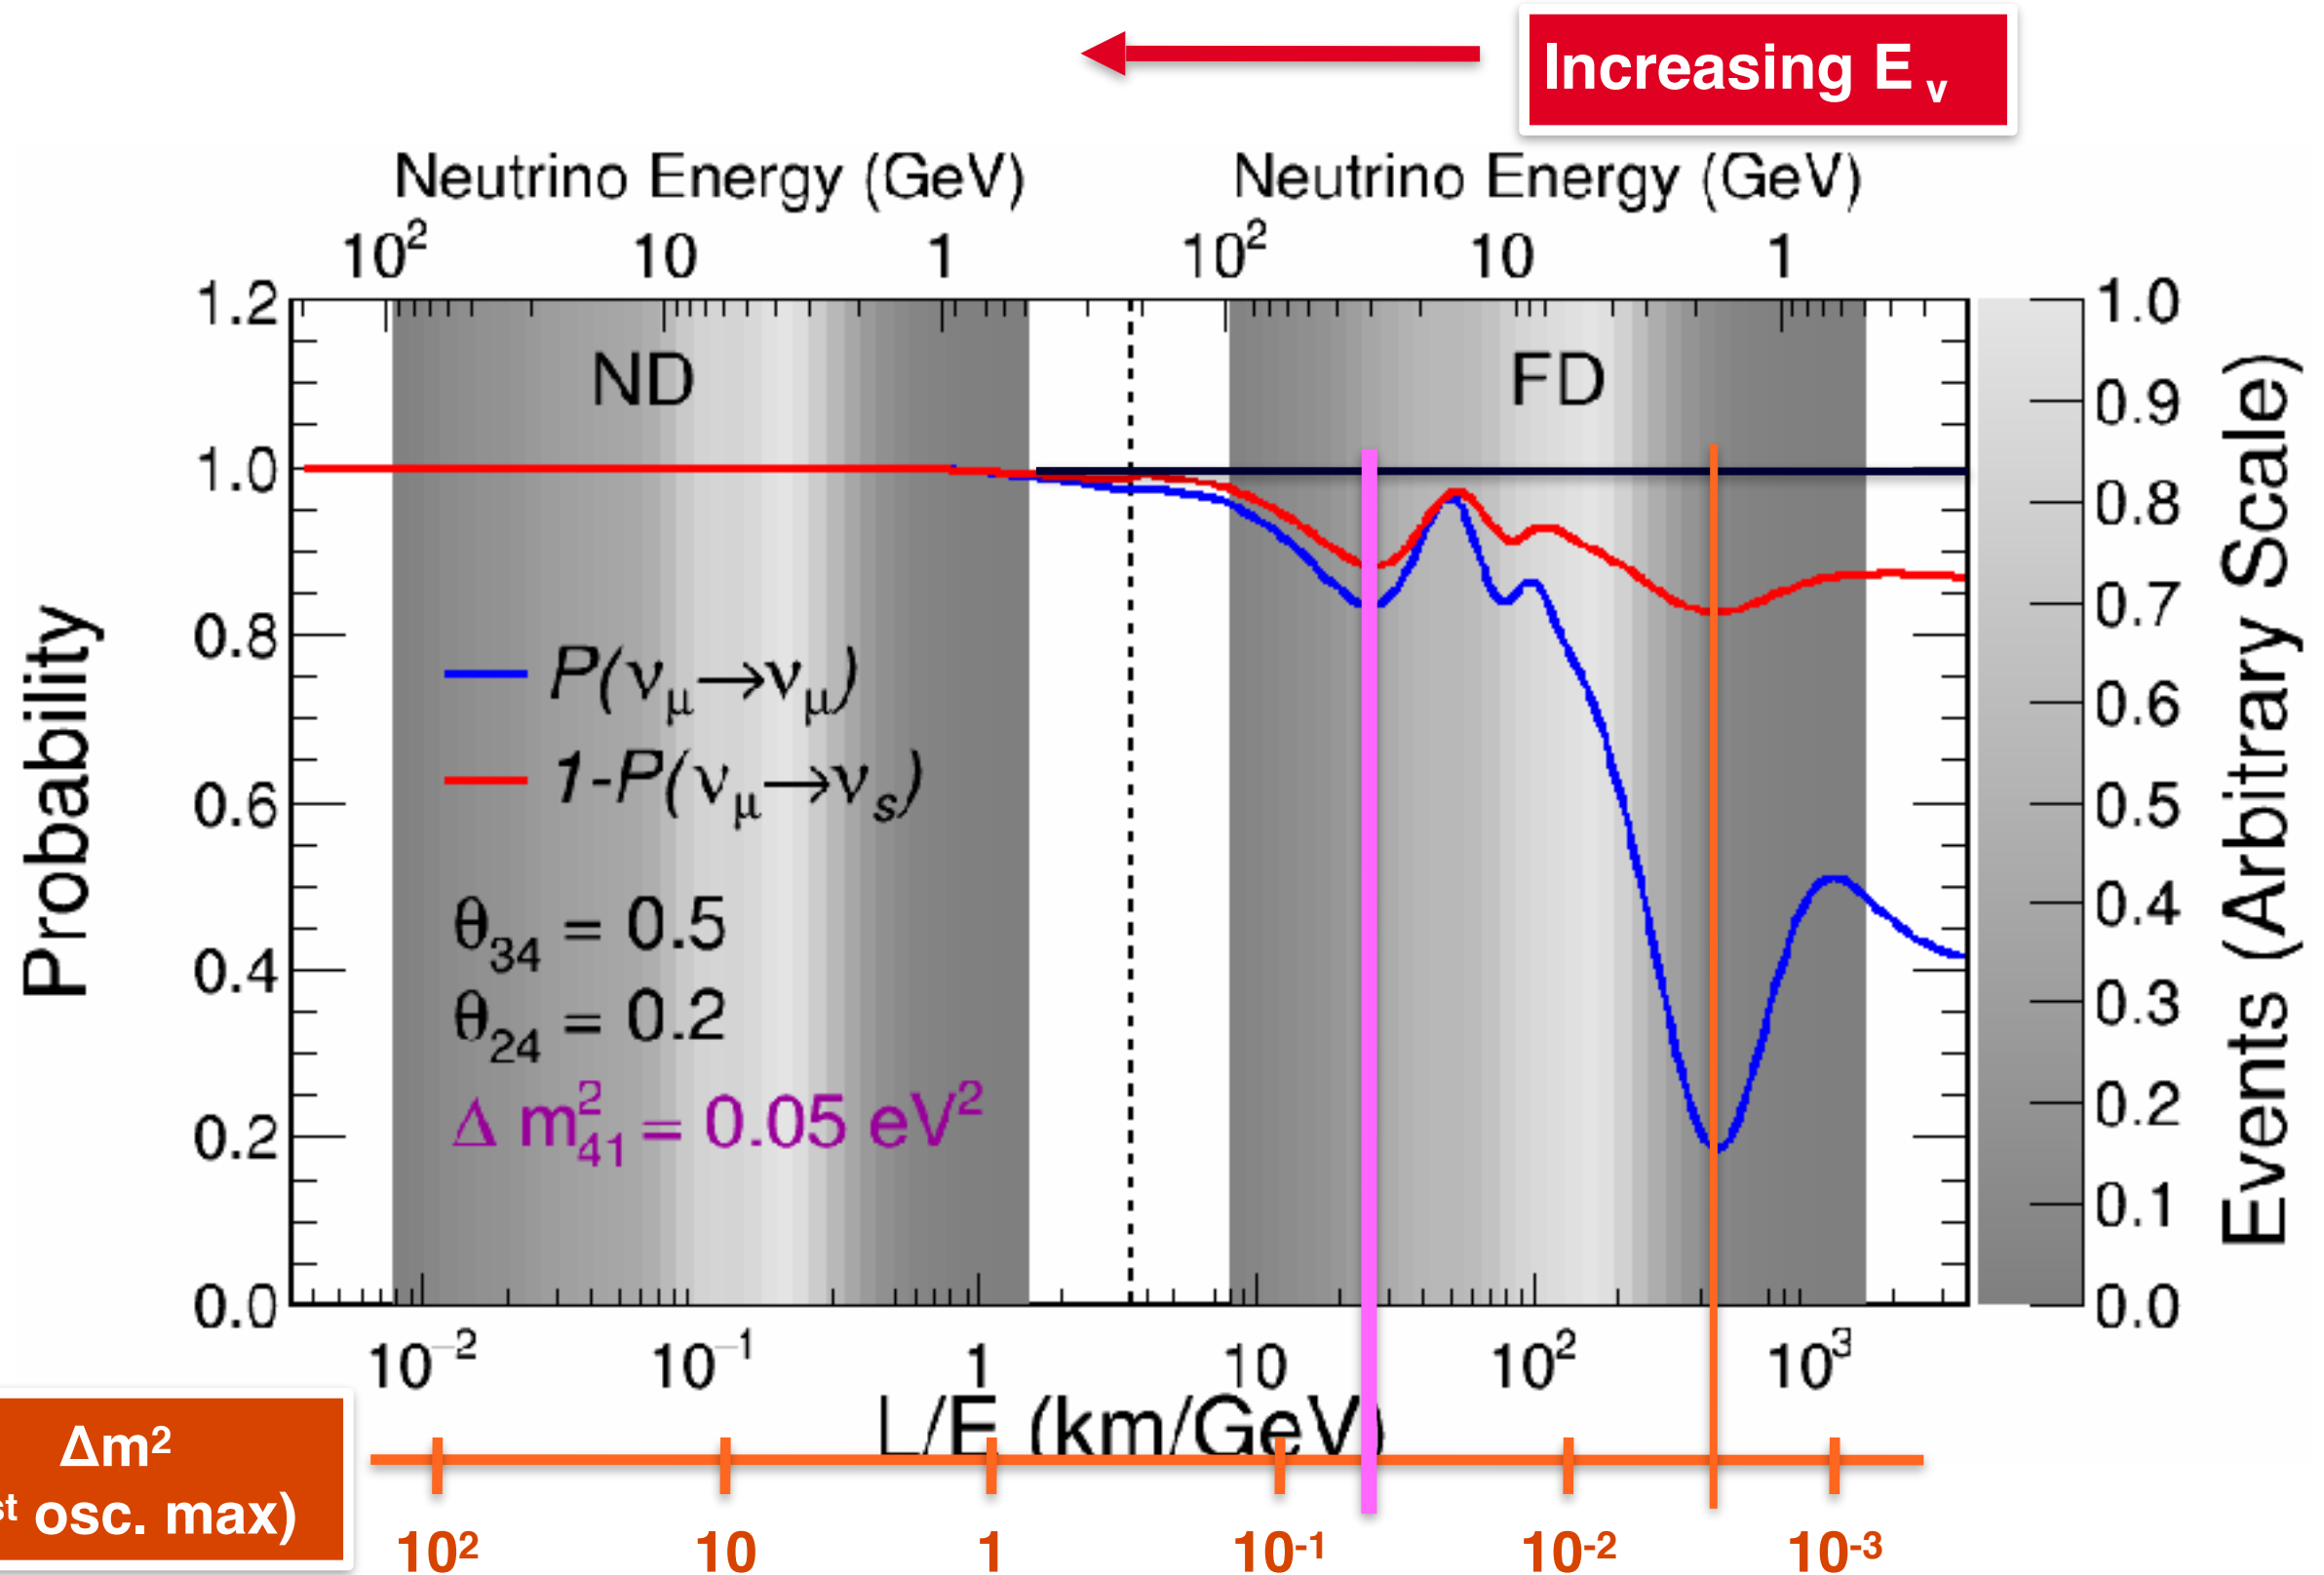 Increasing E ν
Neutrino Energy (GeV) Neutrino Energy (GeV)
10² 10 1 10² 10 1
ND FD
1.2
1.0
0.8
0.6
0.4
0.2
0.0
Probability
P(νμ→νμ)
1-P(νμ→νs)
θ34 = 0.5
θ24 = 0.2
Δ m²41 = 0.05 eV²
1.0
0.9
0.8
0.7
0.6
0.5
0.4
0.3
0.2
0.1
0.0
Events (Arbitrary Scale)
10⁻² 10⁻¹ 1 10 10² 10³
L/E (km/GeV)
Δm²
st osc. max)
10² 10 1 10⁻¹ 10⁻² 10⁻³